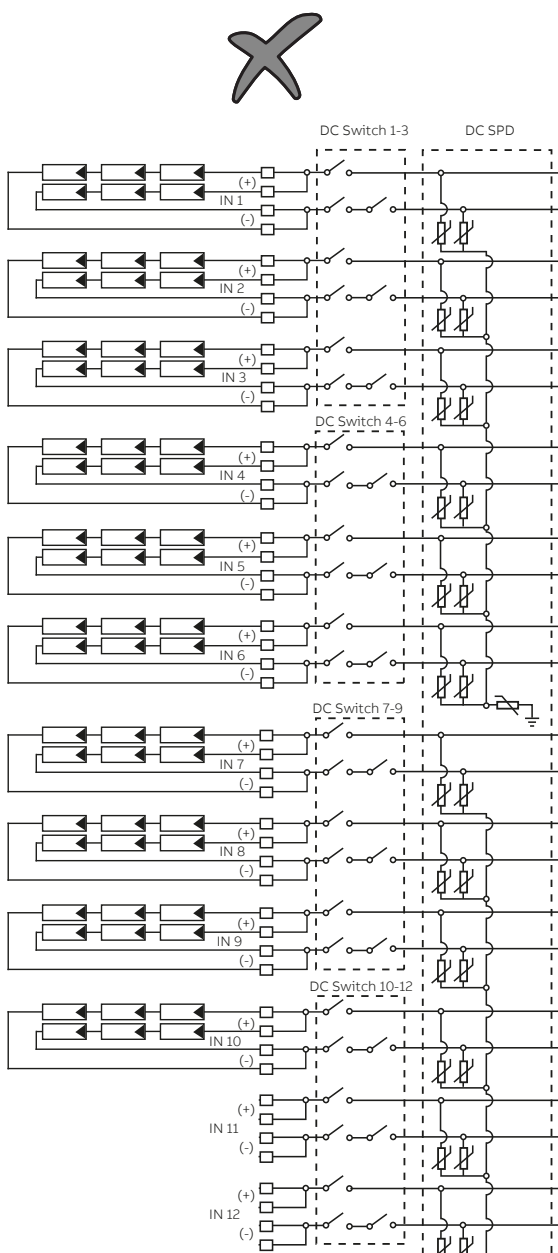 DC Switch 1-3
DC SPD
(+)
IN 1
(-)
(+)
IN 2
(-)
(+)
IN 3
(-)
DC Switch 4-6
(+)
IN 4
(-)
(+)
IN 5
(-)
(+)
IN 6
(-)
DC Switch 7-9
(+)
IN 7
(-)
(+)
IN 8
(-)
(+)
IN 9
(-)
DC Switch 10-12
(+)
IN 10
(-)
(+)
IN 11
(-)
(+)
IN 12
(-)